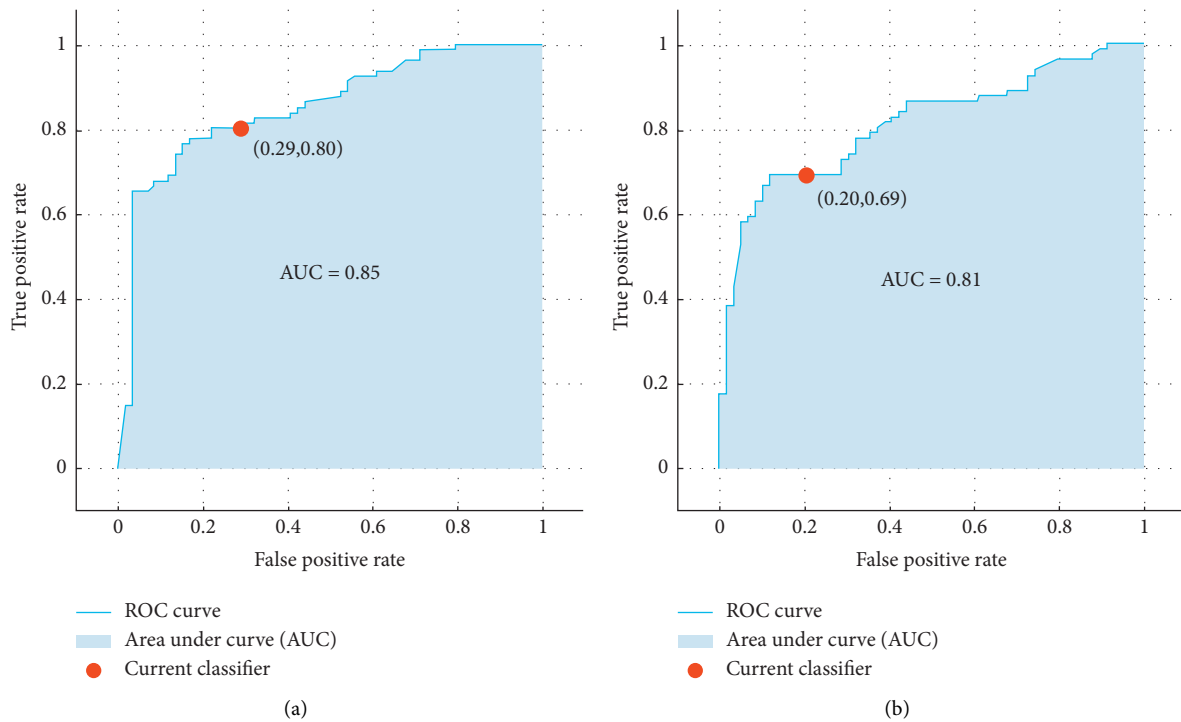 1
0.8
0.6
0.4
0.2
0
True positive rate
(0.29,0.80)
AUC = 0.85
0 0.2 0.4 0.6 0.8 1
False positive rate
ROC curve
Area under curve (AUC)
Current classifier
(a)
1
0.8
0.6
0.4
0.2
0
True positive rate
(0.20,0.69)
AUC = 0.81
0 0.2 0.4 0.6 0.8 1
False positive rate
ROC curve
Area under curve (AUC)
Current classifier
(b)